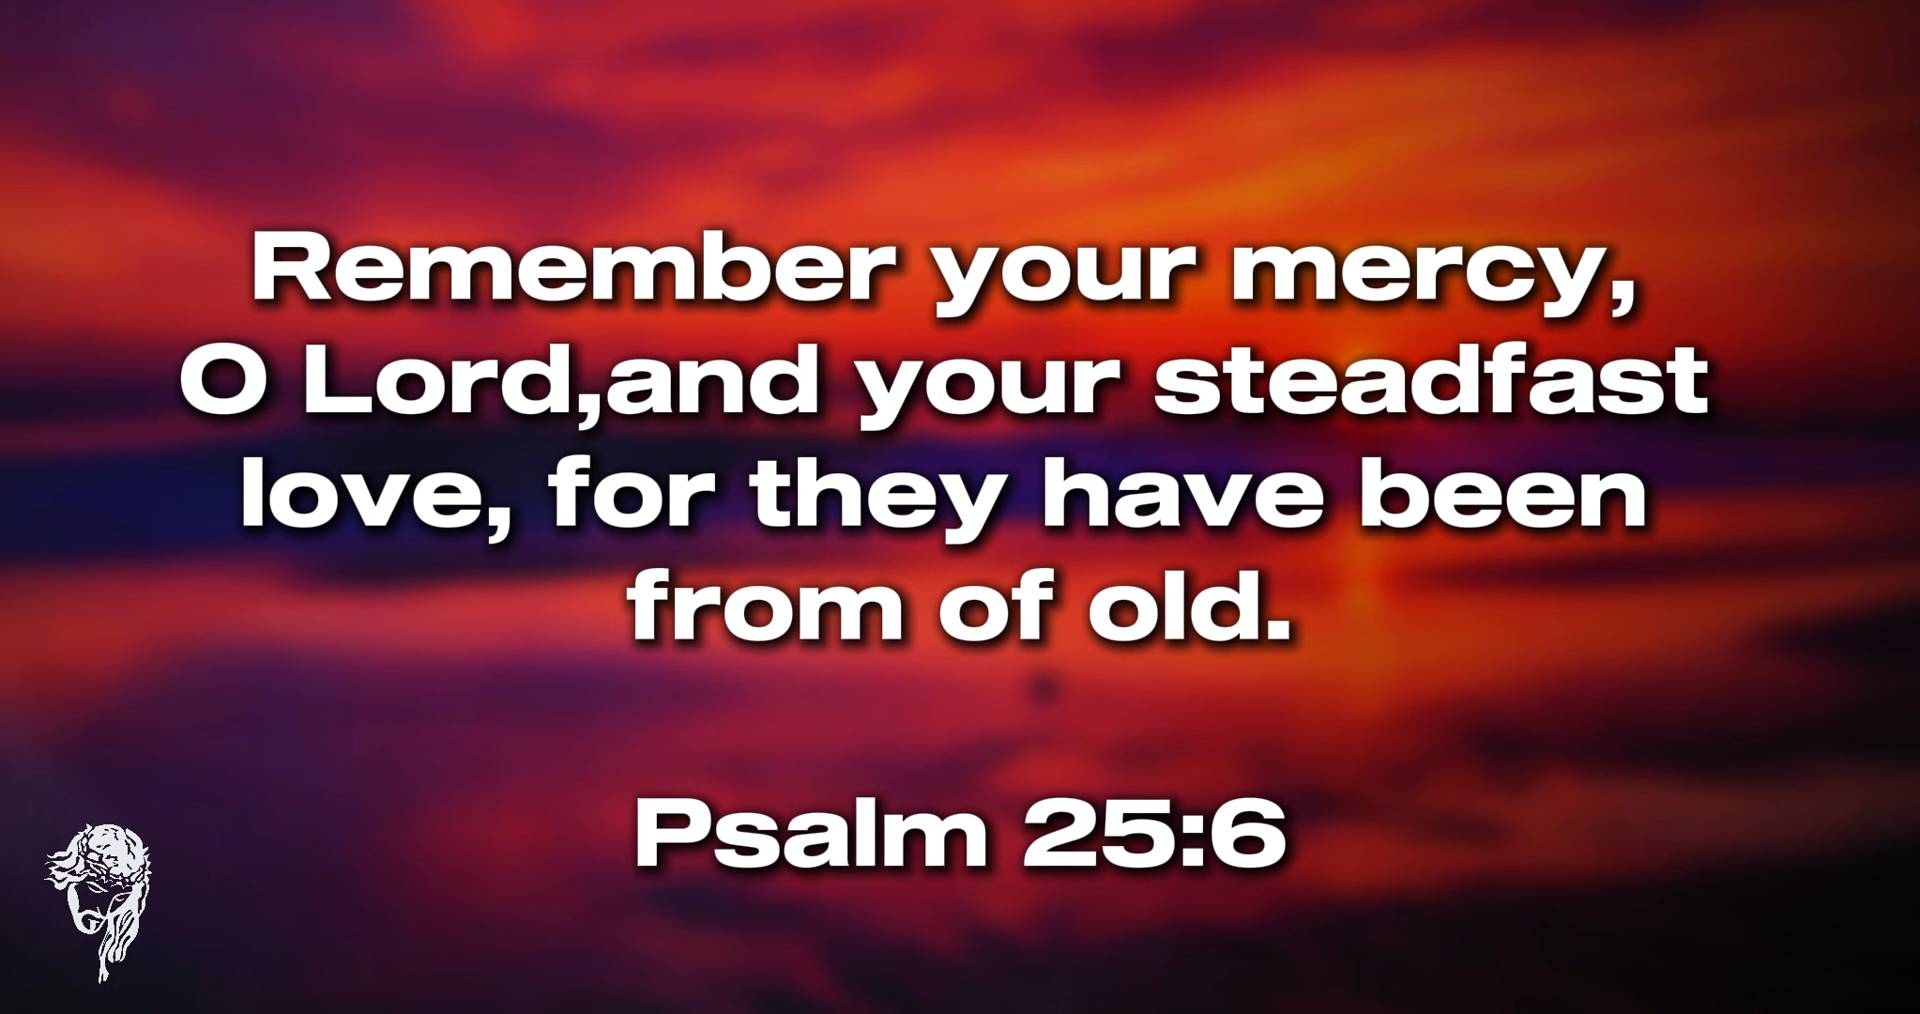 Remember your mercy,
O Lord,and your steadfast
love, for they have been
from of old.
Psalm 25:6